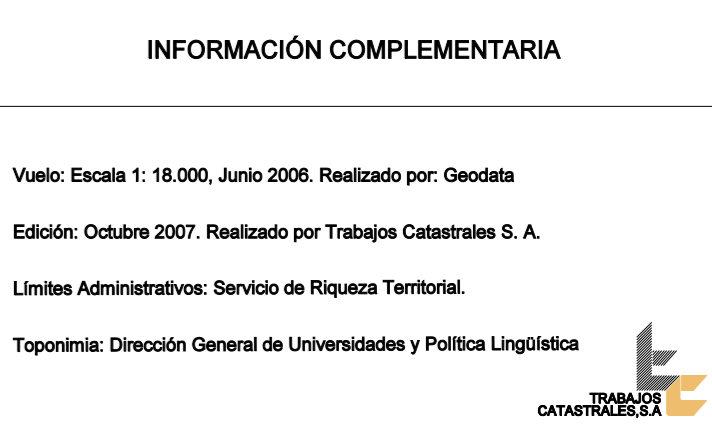 INFORMACIÓN COMPLEMENTARIA
Vuelo: Escala 1: 18.000, Junio 2006. Realizado por: Geodata
Edición: Octubre 2007. Realizado por Trabajos Catastrales S. A.
Límites Administrativos: Servicio de Riqueza Territorial.
Toponimia: Dirección General de Universidades y Política Lingüística
TRABAJOS
CATASTRALES,S.A